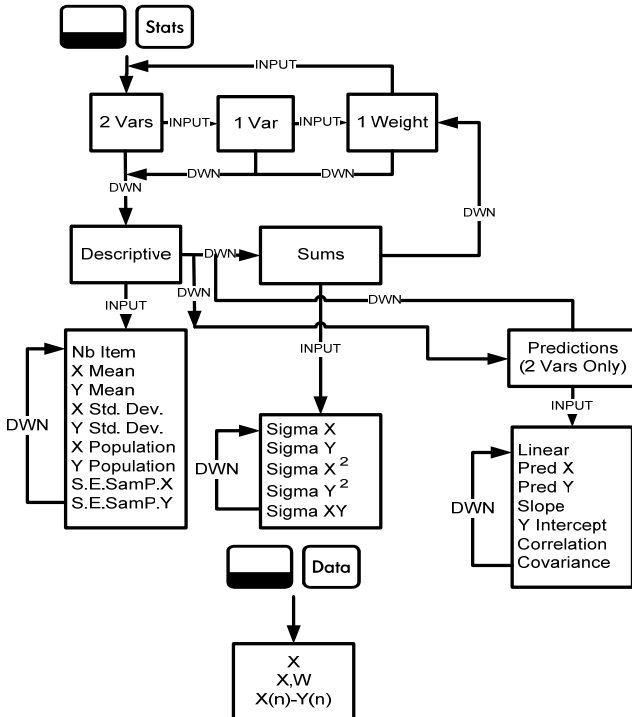 Stats
INPUT
2 Vars
INPUT
1 Var
INPUT
1 Weight
DWN
DWN
DWN
DWN
Descriptive
DWN
Sums
DWN
DWN
INPUT
INPUT
Predictions
(2 Vars Only)
INPUT
Nb Item
X Mean
Y Mean
X Std. Dev.
Y Std. Dev.
X Population
Y Population
S.E.SamP.X
S.E.SamP.Y
DWN
Sigma X
Sigma Y
Sigma X²
Sigma Y²
Sigma XY
DWN
Linear
Pred X
Pred Y
Slope
Y Intercept
Correlation
Covariance
DWN
Data
X
X,W
X(n)-Y(n)